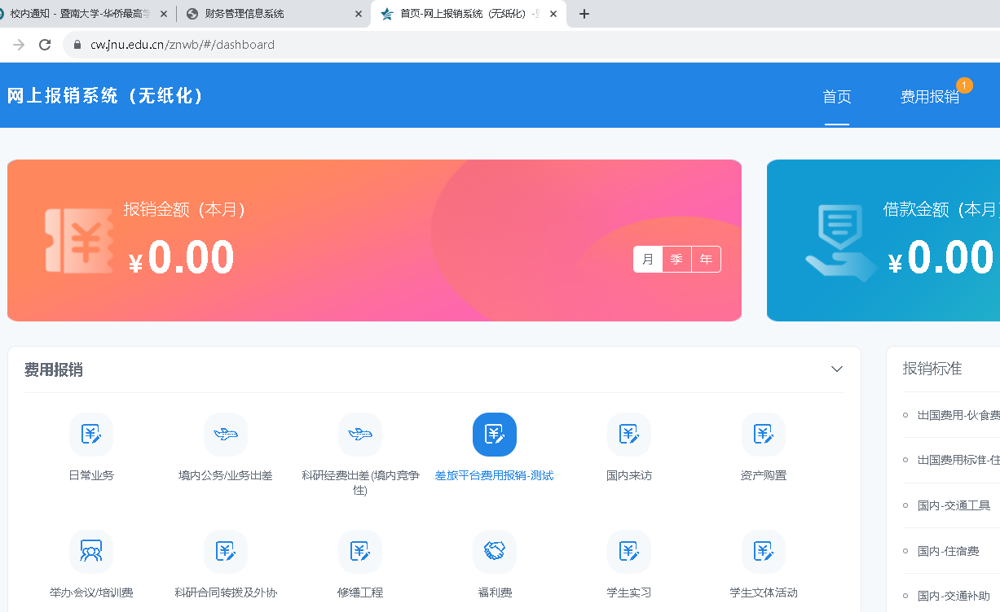 校内通知 - 暨南大学-华侨最高学
财务管理信息系统
首页-网上报销系统（无纸化）-
cw.jnu.edu.cn/znwb/#/dashboard
网上报销系统（无纸化）
首页
费用报销
1
报销金额（本月）
¥0.00
月 季 年
借款金额（本月）
¥0.00
费用报销
日常业务
境内公务/业务出差
科研经费出差(境内竞争
性)
差旅平台费用报销-测试
国内来访
资产购置
举办会议/培训费
科研合同转拨及外协
修缮工程
福利费
学生实习
学生文体活动
报销标准
出国费用-伙食费
出国费用标准-住
国内-交通工具
国内-住宿费
国内-交通补助